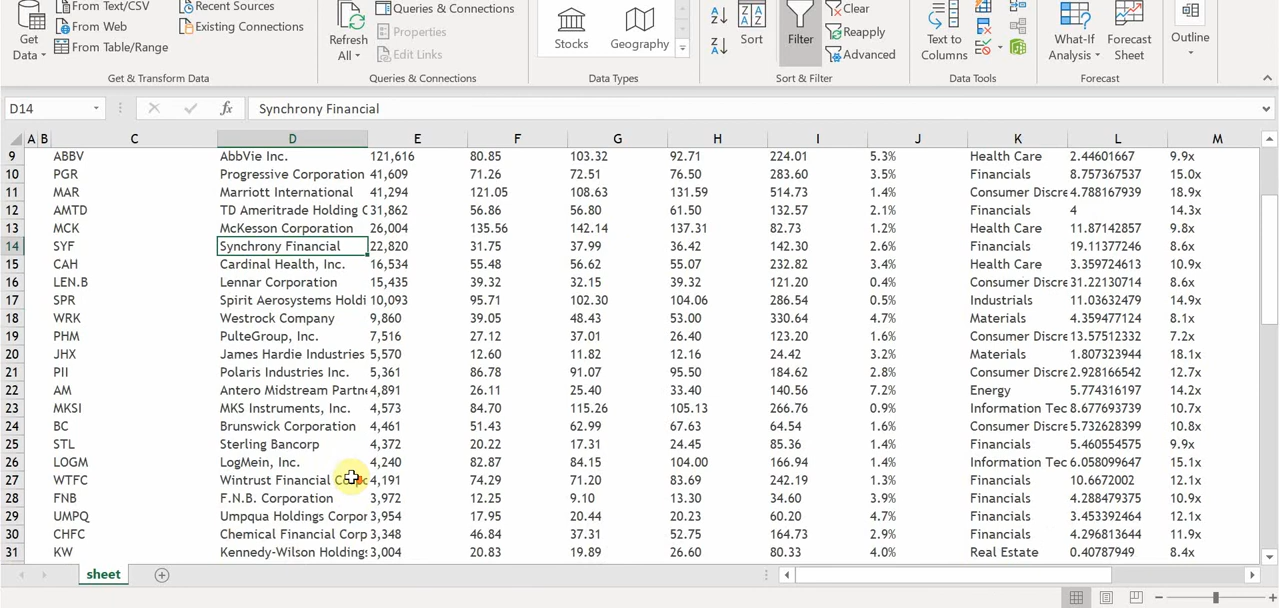 From Text/CSV Recent Sources Queries & Connections Clear
From Web Existing Connections Properties Reapply
From Table/Range Edit Links Advanced
Get Data Refresh All Stocks Geography Sort Filter Text to Columns What-If Analysis Forecast Sheet Outline
Get & Transform Data Queries & Connections Data Types Sort & Filter Data Tools Forecast
D14 fx Synchrony Financial
A B C D E F G H I J K L M
9 ABBV AbbVie Inc. 121,616 80.85 103.32 92.71 224.01 5.3% Health Care 2.44601667 9.9x
10 PGR Progressive Corporation 41,609 71.26 72.51 76.50 283.60 3.5% Financials 8.757367537 15.0x
11 MAR Marriott International 41,294 121.05 108.63 131.59 514.73 1.4% Consumer Discre 4.788167939 18.9x
12 AMTD TD Ameritrade Holding C 31,862 56.86 56.80 61.50 132.57 2.1% Financials 4 14.3x
13 MCK McKesson Corporation 26,004 135.56 142.14 137.31 82.73 1.2% Health Care 11.87142857 9.8x
14 SYF Synchrony Financial 22,820 31.75 37.99 36.42 142.30 2.6% Financials 19.11377246 8.6x
15 CAH Cardinal Health, Inc. 16,534 55.48 56.62 55.07 232.82 3.4% Health Care 3.359724613 10.9x
16 LEN.B Lennar Corporation 15,435 39.32 32.15 39.32 121.20 0.4% Consumer Discre 31.22130714 8.6x
17 SPR Spirit Aerosystems Holdi 10,093 95.71 102.30 104.06 286.54 0.5% Industrials 11.03632479 14.9x
18 WRK Westrock Company 9,860 39.05 48.43 53.00 330.64 4.7% Materials 4.359477124 8.1x
19 PHM PulteGroup, Inc. 7,516 27.12 37.01 26.40 123.20 1.6% Consumer Discre 13.57512332 7.2x
20 JHX James Hardie Industries 5,570 12.60 11.82 12.16 24.42 3.2% Materials 1.807323944 18.1x
21 PII Polaris Industries Inc. 5,361 86.78 91.07 95.50 184.62 2.8% Consumer Discre 2.928166542 12.7x
22 AM Antero Midstream Partne 4,891 26.11 25.40 33.40 140.56 7.2% Energy 5.774316197 14.2x
23 MKSI MKS Instruments, Inc. 4,573 84.70 115.26 105.13 266.76 0.9% Information Tec 8.677693739 10.7x
24 BC Brunswick Corporation 4,461 51.43 62.99 67.63 64.54 1.6% Consumer Discre 5.732628399 10.8x
25 STL Sterling Bancorp 4,372 20.22 17.31 24.45 85.36 1.4% Financials 5.460554575 9.9x
26 LOGM LogMein, Inc. 4,240 82.87 84.15 104.00 166.94 1.4% Information Tec 6.058099647 15.1x
27 WTFC Wintrust Financial 4,191 74.29 71.20 83.69 242.19 1.3% Financials 10.6672002 12.1x
28 FNB F.N.B. Corporation 3,972 12.25 9.10 13.30 34.60 3.9% Financials 4.288479375 10.9x
29 UMPQ Umpqua Holdings Corpor 3,954 17.95 20.44 20.23 60.20 4.7% Financials 3.453392464 12.1x
30 CHFC Chemical Financial Corp 3,348 46.84 37.31 52.75 164.73 2.9% Financials 4.296813644 11.9x
31 KW Kennedy-Wilson Holdings 3,004 20.83 19.89 26.60 80.33 4.0% Real Estate 0.40787949 8.4x
sheet